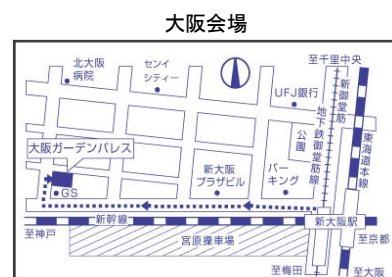 大阪会場
至千里中央
北大阪
病院
センイ
シティー
新御堂筋
UFJ銀行
地下鉄御堂筋線
東海道本線
公園
大阪ガーデンパレス
新大阪
プラザビル
パー
キング
GS
新幹線
新大阪駅
至神戸
宮原操車場
至京都
至梅田
至大阪